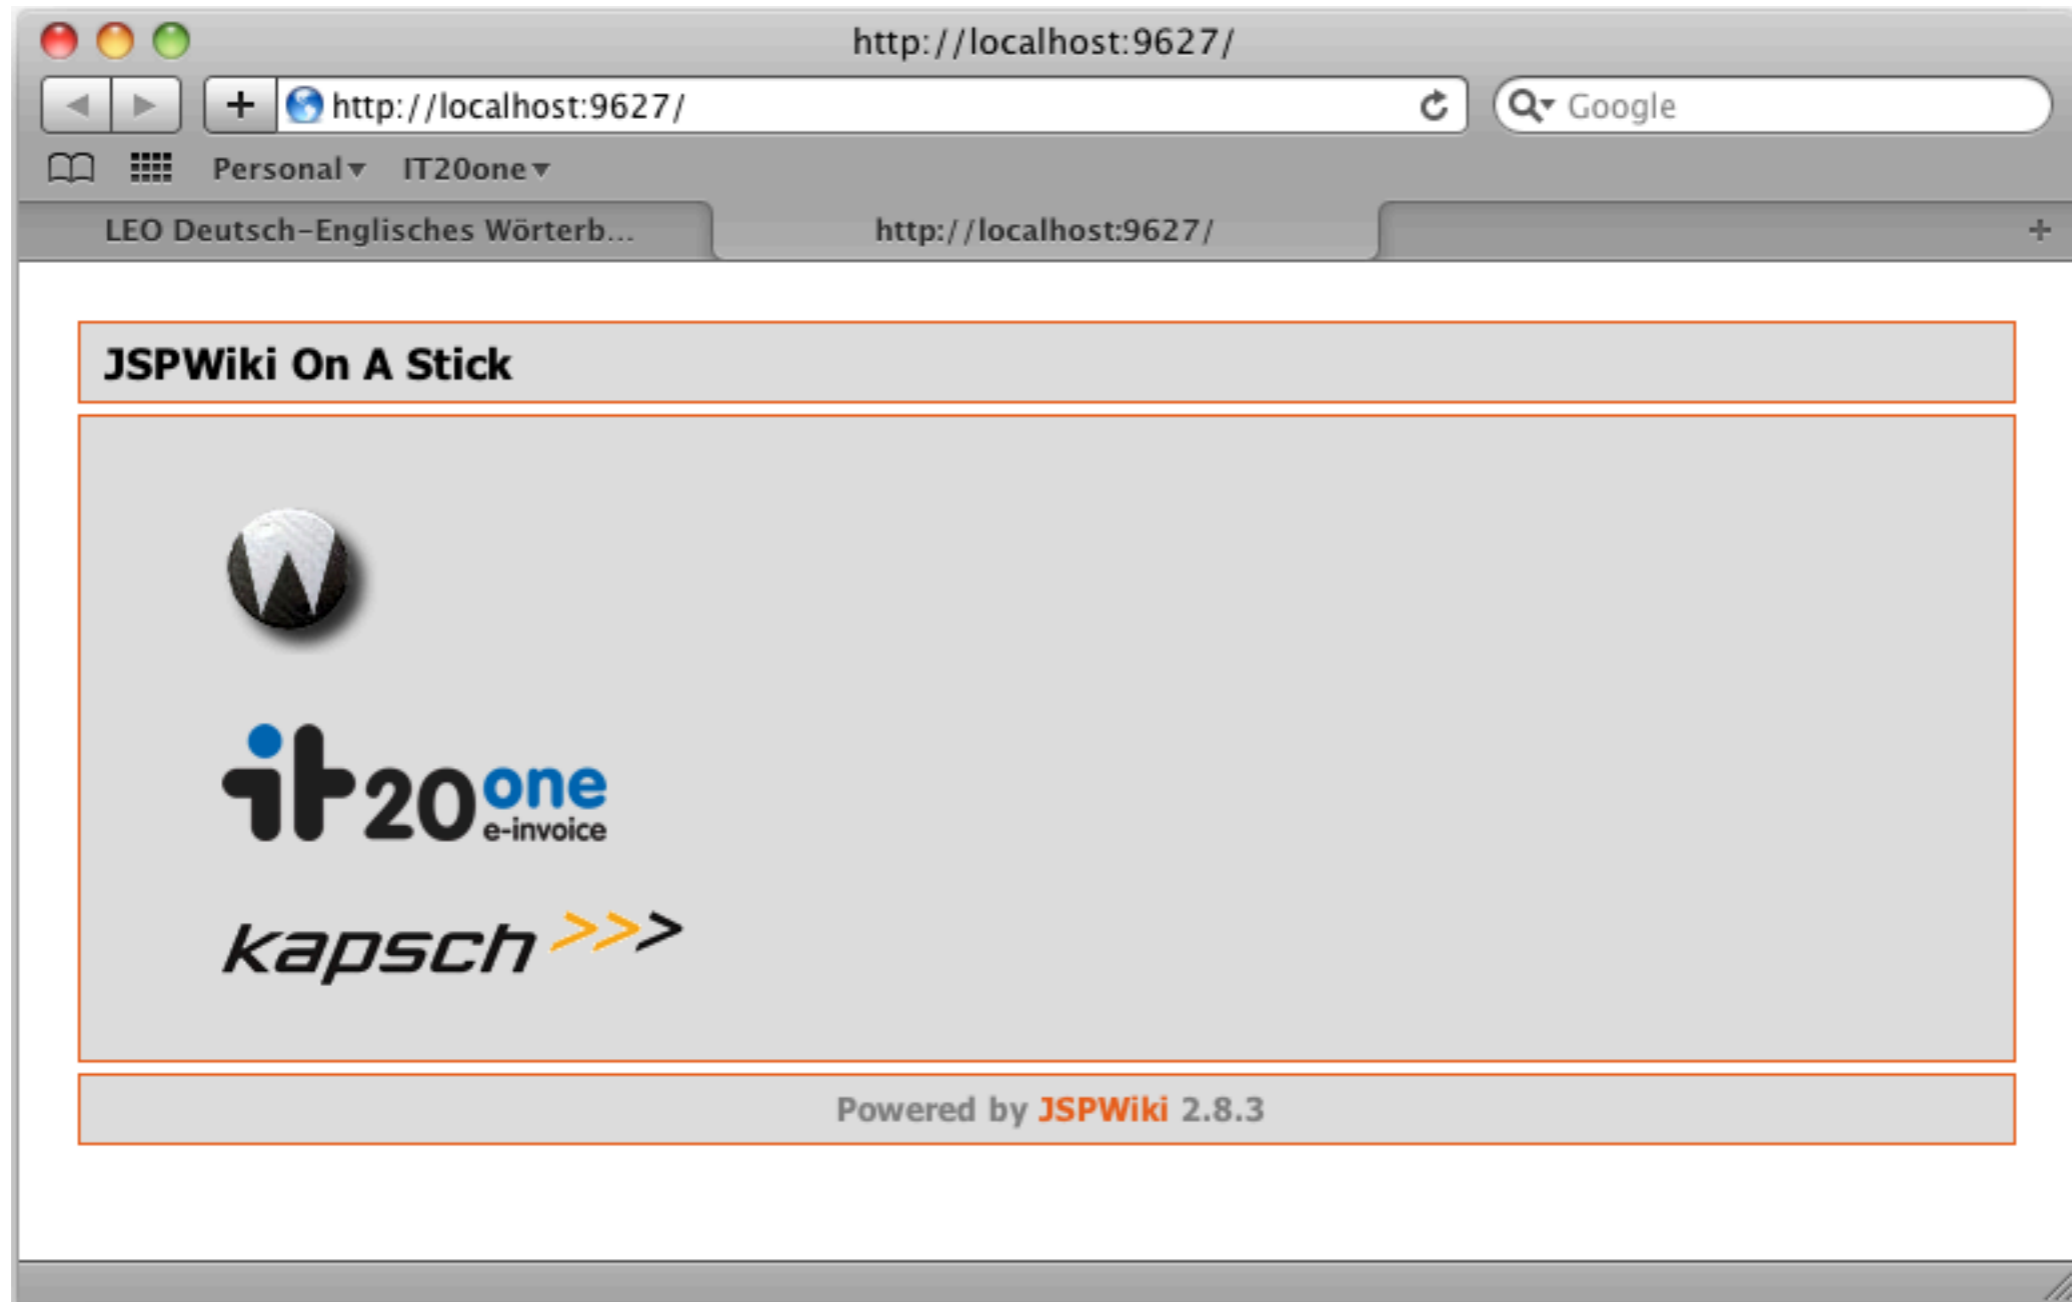 http://localhost:9627/
http://localhost:9627/
Google
Personal IT20one
LEO Deutsch-Englisches Wörterb... http://localhost:9627/
JSPWiki On A Stick
W
it20one
e-invoice
kapsch >>>
Powered by JSPWiki 2.8.3